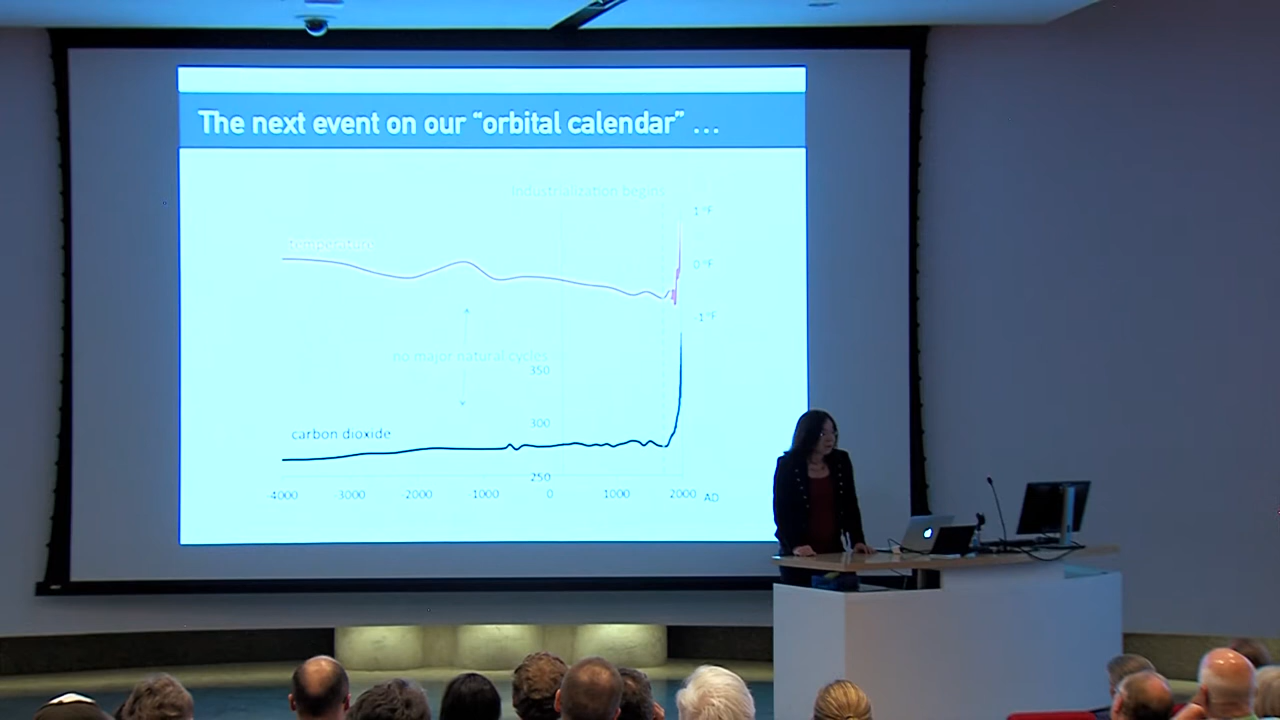 The next event on our “orbital calendar” ...
Industrialization begins
1 °F
temperature
0 °F
-1 °F
no major natural cycles
350
300
carbon dioxide
250
-4000 3000 -2000 -1000 0 1000 2000 AD